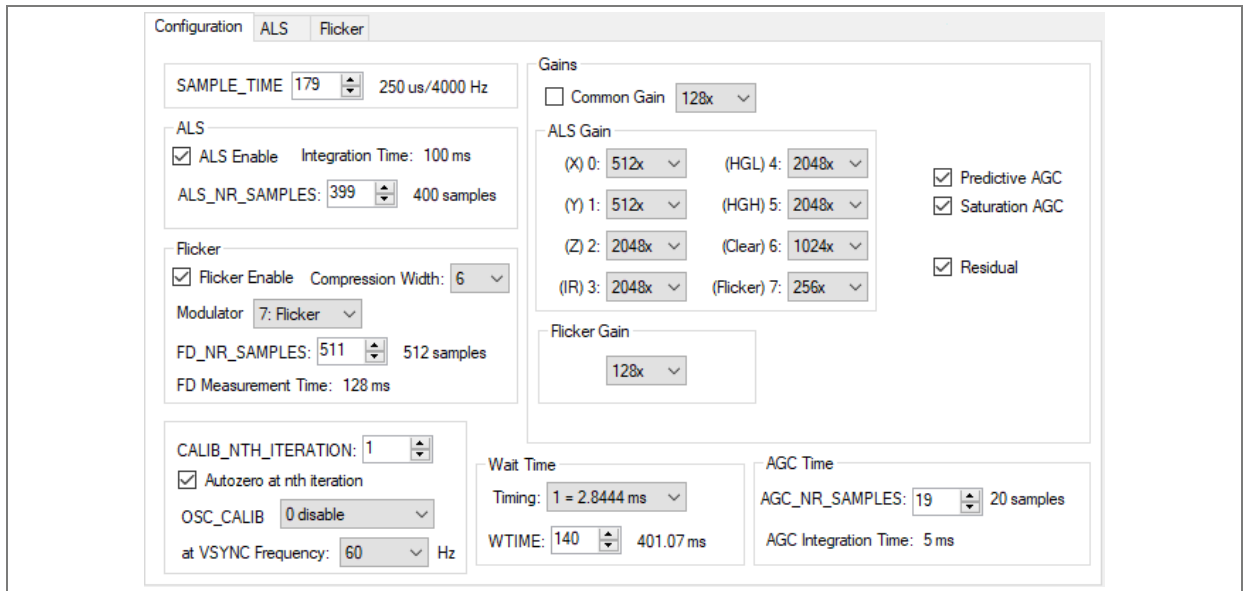 Configuration ALS Flicker
SAMPLE_TIME 179 250 us/4000 Hz
ALS
ALS Enable Integration Time: 100 ms
ALS_NR_SAMPLES: 399 400 samples
Flicker
Flicker Enable Compression Width: 6
Modulator 7: Flicker
FD_NR_SAMPLES: 511 512 samples
FD Measurement Time: 128 ms
CALIB_NTH_ITERATION: 1
Autozero at nth iteration
OSC_CALIB 0 disable
at VSYNC Frequency: 60 Hz
Gains
Common Gain 128x
ALS Gain
(X) 0: 512x (HGL) 4: 2048x
(Y) 1: 512x (HGH) 5: 2048x
(Z) 2: 2048x (Clear) 6: 1024x
(IR) 3: 2048x (Flicker) 7: 256x
Predictive AGC
Saturation AGC
Residual
Flicker Gain
128x
Wait Time
Timing: 1 = 2.8444 ms
WTIME: 140 401.07 ms
AGC Time
AGC_NR_SAMPLES: 19 20 samples
AGC Integration Time: 5 ms